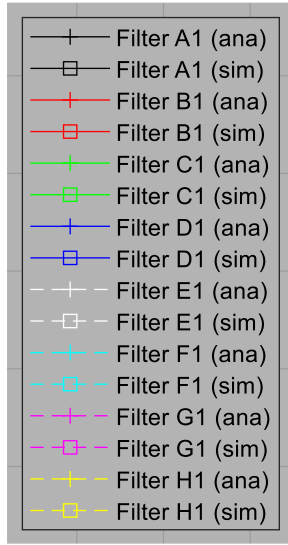 Filter A1 (ana)
Filter A1 (sim)
Filter B1 (ana)
Filter B1 (sim)
Filter C1 (ana)
Filter C1 (sim)
Filter D1 (ana)
Filter D1 (sim)
Filter E1 (ana)
Filter E1 (sim)
Filter F1 (ana)
Filter F1 (sim)
Filter G1 (ana)
Filter G1 (sim)
Filter H1 (ana)
Filter H1 (sim)